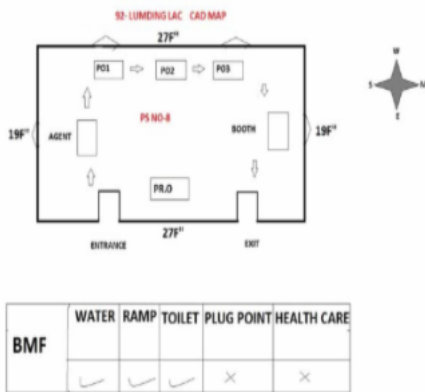 92- LUMDING LAC CAD MAP
27F"
W
S
N
E
PO1
PO2
PO3
19F"
AGENT
PS NO-8
BOOTH
19F"
PR.O
27F"
ENTRANCE
EXIT
BMF
WATER
RAMP
TOILET
PLUG POINT
HEALTH CARE